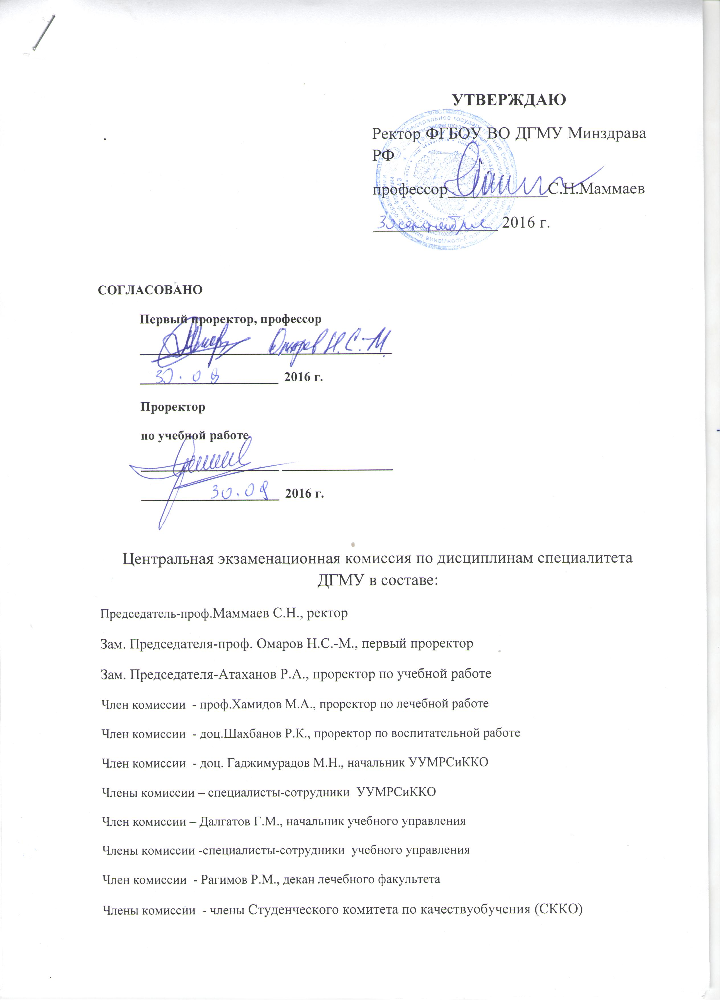 УТВЕРЖДАЮ
Ректор ФГБОУ ВО ДГМУ Минздрава
РФ
профессор____________С.Н.Маммаев
30 сентября 2016 г.
СОГЛАСОВАНО
Первый проректор, профессор
Омаров Н.С.-М.
30.09 2016 г.
Проректор
по учебной работе
30.09 2016 г.
Центральная экзаменационная комиссия по дисциплинам специалитета
ДГМУ в составе:
Председатель-проф.Маммаев С.Н., ректор
Зам. Председателя-проф. Омаров Н.С.-М., первый проректор
Зам. Председателя-Атаханов Р.А., проректор по учебной работе
Член комиссии - проф.Хамидов М.А., проректор по лечебной работе
Член комиссии - доц.Шахбанов Р.К., проректор по воспитательной работе
Член комиссии - доц. Гаджимурадов М.Н., начальник УУМРСиККО
Члены комиссии – специалисты-сотрудники УУМРСиККО
Член комиссии – Далгатов Г.М., начальник учебного управления
Члены комиссии -специалисты-сотрудники учебного управления
Член комиссии - Рагимов Р.М., декан лечебного факультета
Члены комиссии - члены Студенческого комитета по качествуобучения (СККО)